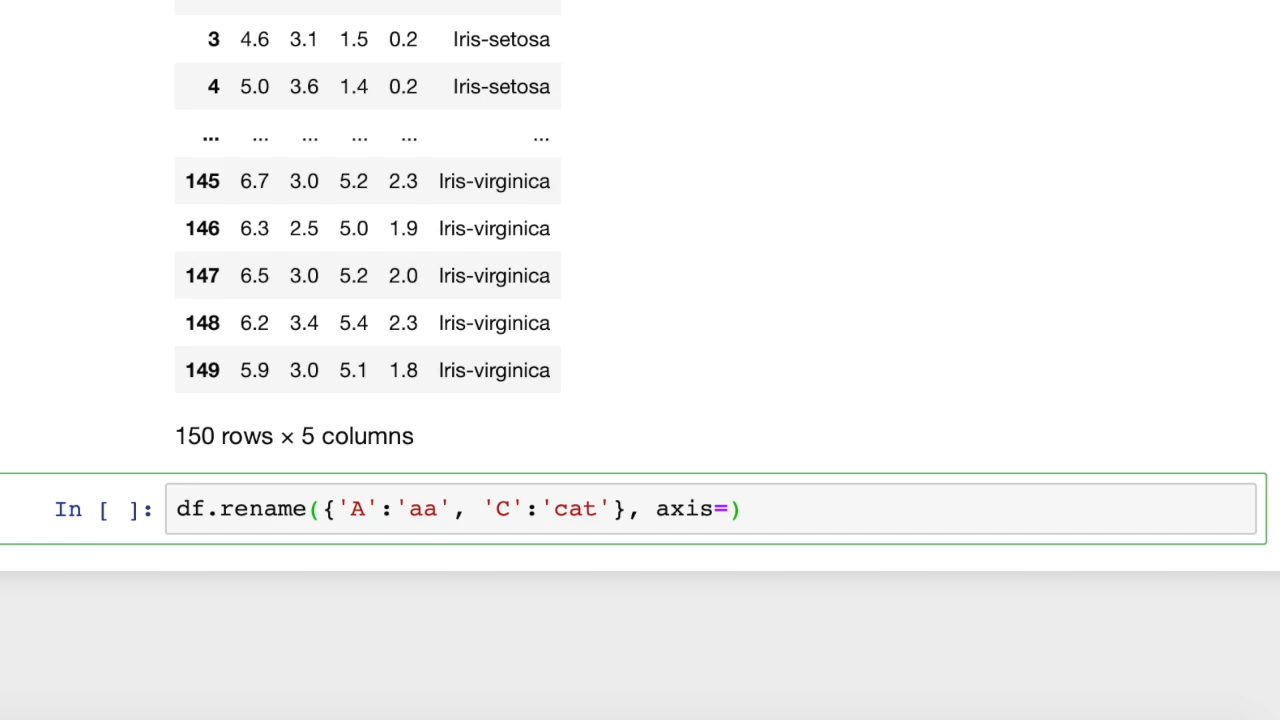 3 4.6 3.1 1.5 0.2 Iris-setosa
4 5.0 3.6 1.4 0.2 Iris-setosa
... ... ... ... ... ...
145 6.7 3.0 5.2 2.3 Iris-virginica
146 6.3 2.5 5.0 1.9 Iris-virginica
147 6.5 3.0 5.2 2.0 Iris-virginica
148 6.2 3.4 5.4 2.3 Iris-virginica
149 5.9 3.0 5.1 1.8 Iris-virginica
150 rows × 5 columns
In [ ]: df.rename({'A':'aa', 'C':'cat'}, axis=)